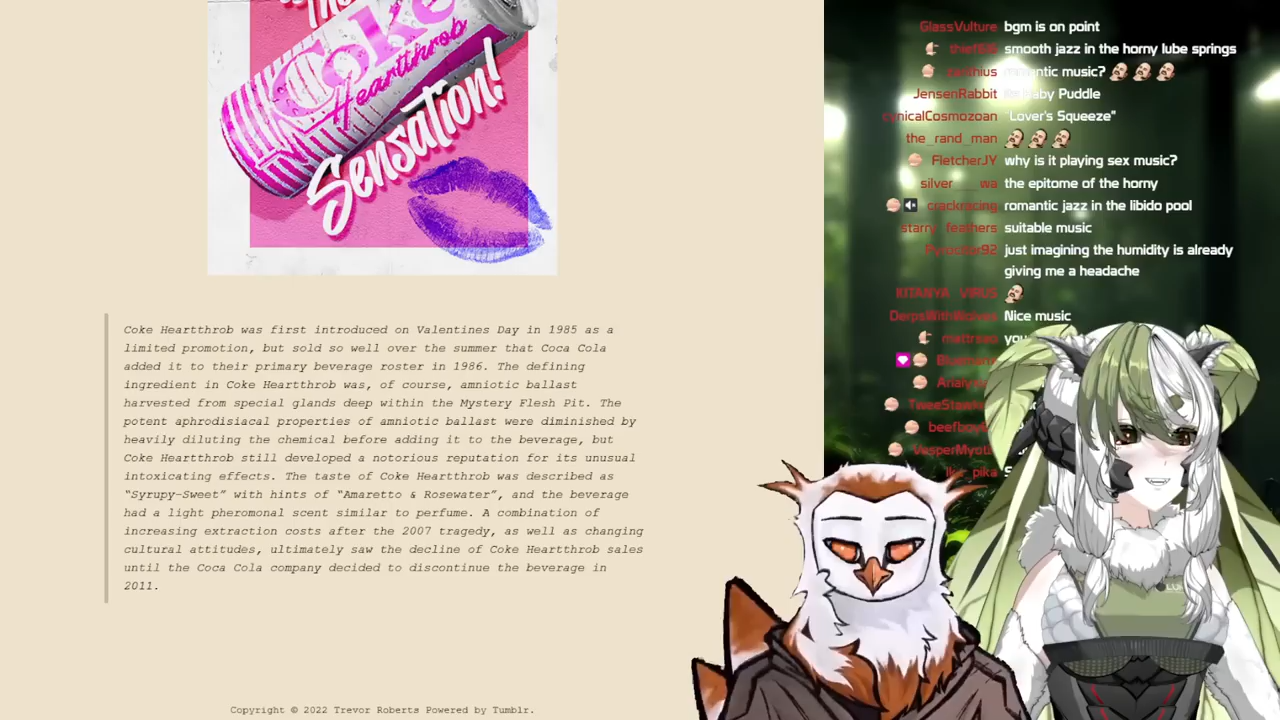 "The
Coke
Hearthrob
Sensation!
Coke Heartthrob was first introduced on Valentines Day in 1985 as a
limited promotion, but sold so well over the summer that Coca Cola
added it to their primary beverage roster in 1986. The defining
ingredient in Coke Heartthrob was, of course, amniotic ballast
harvested from special glands deep within the Mystery Flesh Pit. The
potent aphrodisiacal properties of amniotic ballast were diminished by
heavily diluting the chemical before adding it to the beverage, but
Coke Heartthrob still developed a notorious reputation for its unusual
intoxicating effects. The taste of Coke Heartthrob was described as
“Syrupy-Sweet” with hints of “Amaretto & Rosewater”, and the beverage
had a light pheromonal scent similar to perfume. A combination of
increasing extraction costs after the 2007 tragedy, as well as changing
cultural attitudes, ultimately saw the decline of Coke Heartthrob sales
until the Coca Cola company decided to discontinue the beverage in
2011.
Copyright © 2022 Trevor Roberts Powered by Tumblr.
GlassVulture bgm is on point
smooth jazz in the horny lube springs
music?
JensenRabbit Puddle
cynicalCosmozoan "Lover's Squeeze"
the_rand_man
FletcherJY why is it playing sex music?
silver___wa the epitome of the horny
crackracing romantic jazz in the libido pool
starry_feathers suitable music
just imagining the humidity is already
giving me a headache
KITANYA_VIRUS
DerpsWithWolves Nice music